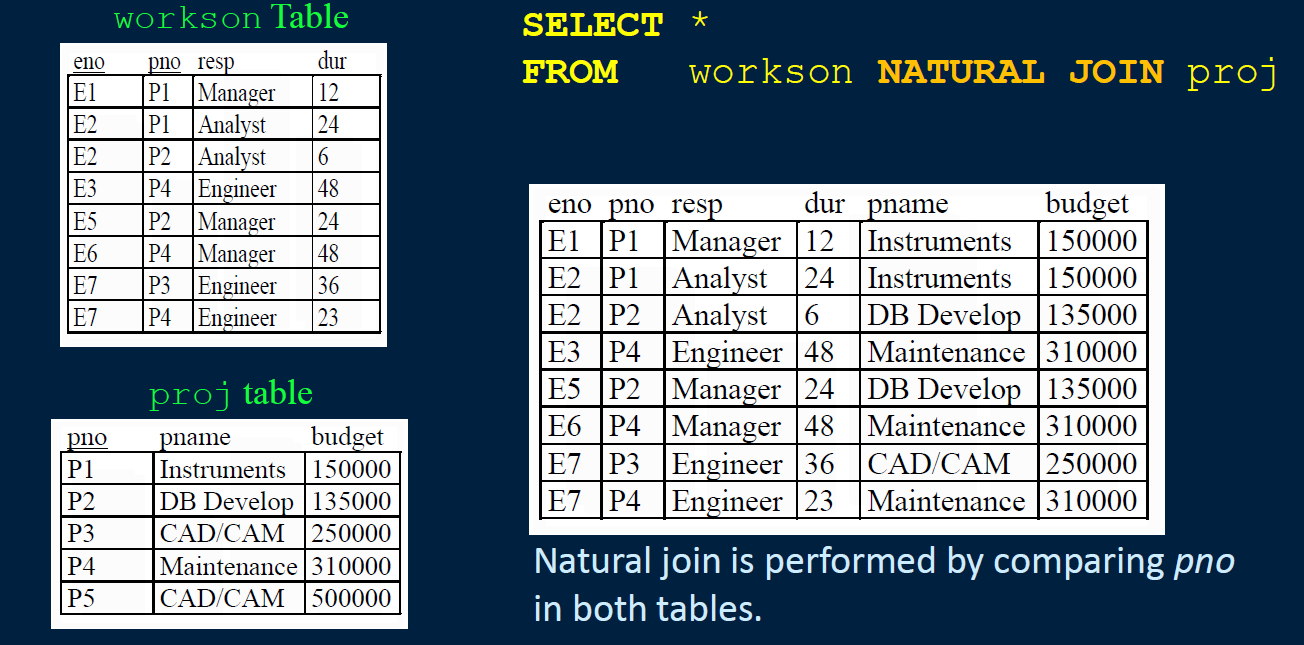 workson Table
eno pno resp dur
E1 P1 Manager 12
E2 P1 Analyst 24
E2 P2 Analyst 6
E3 P4 Engineer 48
E5 P2 Manager 24
E6 P4 Manager 48
E7 P3 Engineer 36
E7 P4 Engineer 23
proj table
pno pname budget
P1 Instruments 150000
P2 DB Develop 135000
P3 CAD/CAM 250000
P4 Maintenance 310000
P5 CAD/CAM 500000
SELECT *
FROM workson NATURAL JOIN proj
eno pno resp dur pname budget
E1 P1 Manager 12 Instruments 150000
E2 P1 Analyst 24 Instruments 150000
E2 P2 Analyst 6 DB Develop 135000
E3 P4 Engineer 48 Maintenance 310000
E5 P2 Manager 24 DB Develop 135000
E6 P4 Manager 48 Maintenance 310000
E7 P3 Engineer 36 CAD/CAM 250000
E7 P4 Engineer 23 Maintenance 310000
Natural join is performed by comparing pno
in both tables.